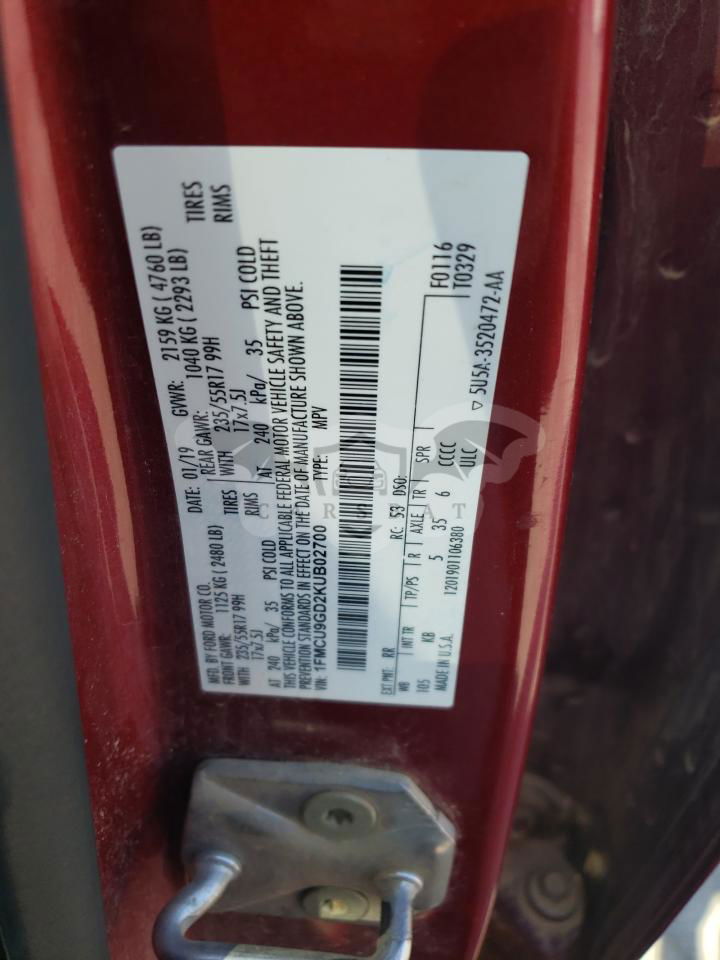 MFD. BY FORD MOTOR CO.
DATE: 01/19 GVWR: 2159 KG ( 4760 LB)
FRONT GAWR: 1125 KG ( 2480 LB) REAR GAWR: 1040 KG ( 2293 LB)
WITH 235/55R17 99H TIRES WITH 235/55R17 99H TIRES
17x7.5J RIMS 17x7.5J RIMS
AT 240 kPa/ 35 PSI COLD AT 240 kPa/ 35 PSI COLD
THIS VEHICLE CONFORMS TO ALL APPLICABLE FEDERAL MOTOR VEHICLE SAFETY AND THEFT
PREVENTION STANDARDS IN EFFECT ON THE DATE OF MANUFACTURE SHOWN ABOVE.
VIN: 1FMCU9GD2KUB02700 TYPE: MPV
EXT PNT: RR RC: 53 DSO: F0116
WB INT TR TP/PS R AXLE TR SPR T0329
105 KB 5 35 6 CCCC
MADE IN U.S.A. 1201901106380 ULC ▽ 5U5A-3520472-AA
CARSBAT